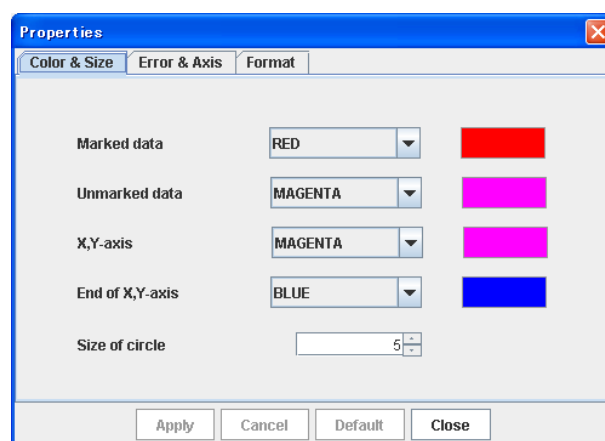 Properties
Color & Size Error & Axis Format
Marked data RED
Unmarked data MAGENTA
X,Y-axis MAGENTA
End of X,Y-axis BLUE
Size of circle 5
Apply Cancel Default Close